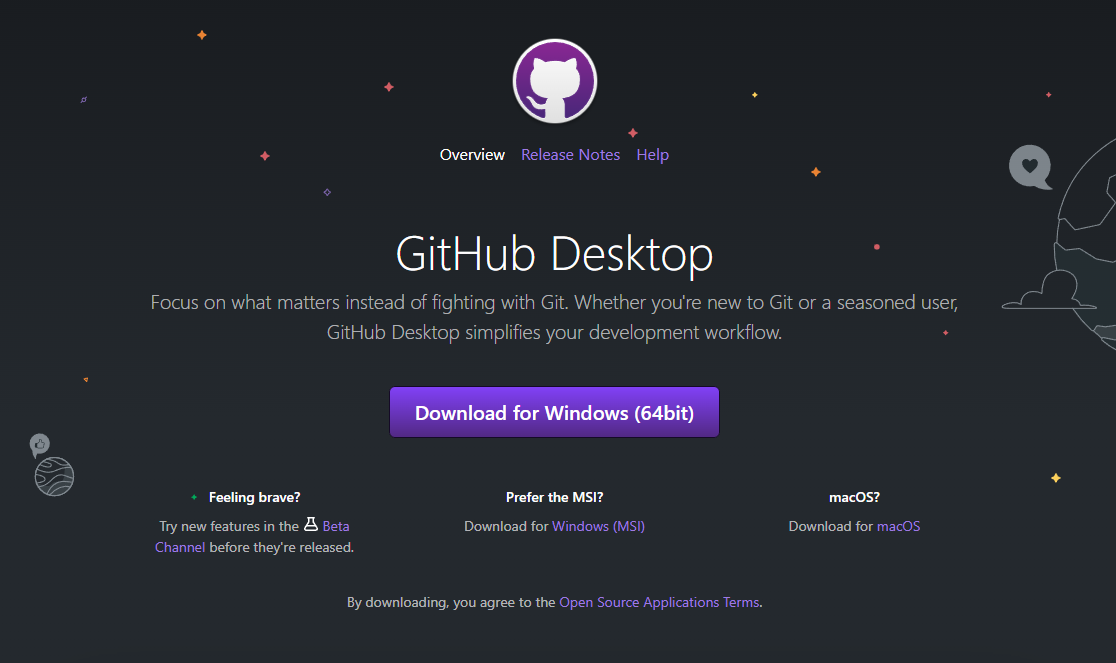 Overview Release Notes Help
GitHub Desktop
Focus on what matters instead of fighting with Git. Whether you're new to Git or a seasoned user,
GitHub Desktop simplifies your development workflow.
Download for Windows (64bit)
Feeling brave?
Try new features in the Beta
Channel before they're released.
Prefer the MSI?
Download for Windows (MSI)
macOS?
Download for macOS
By downloading, you agree to the Open Source Applications Terms.